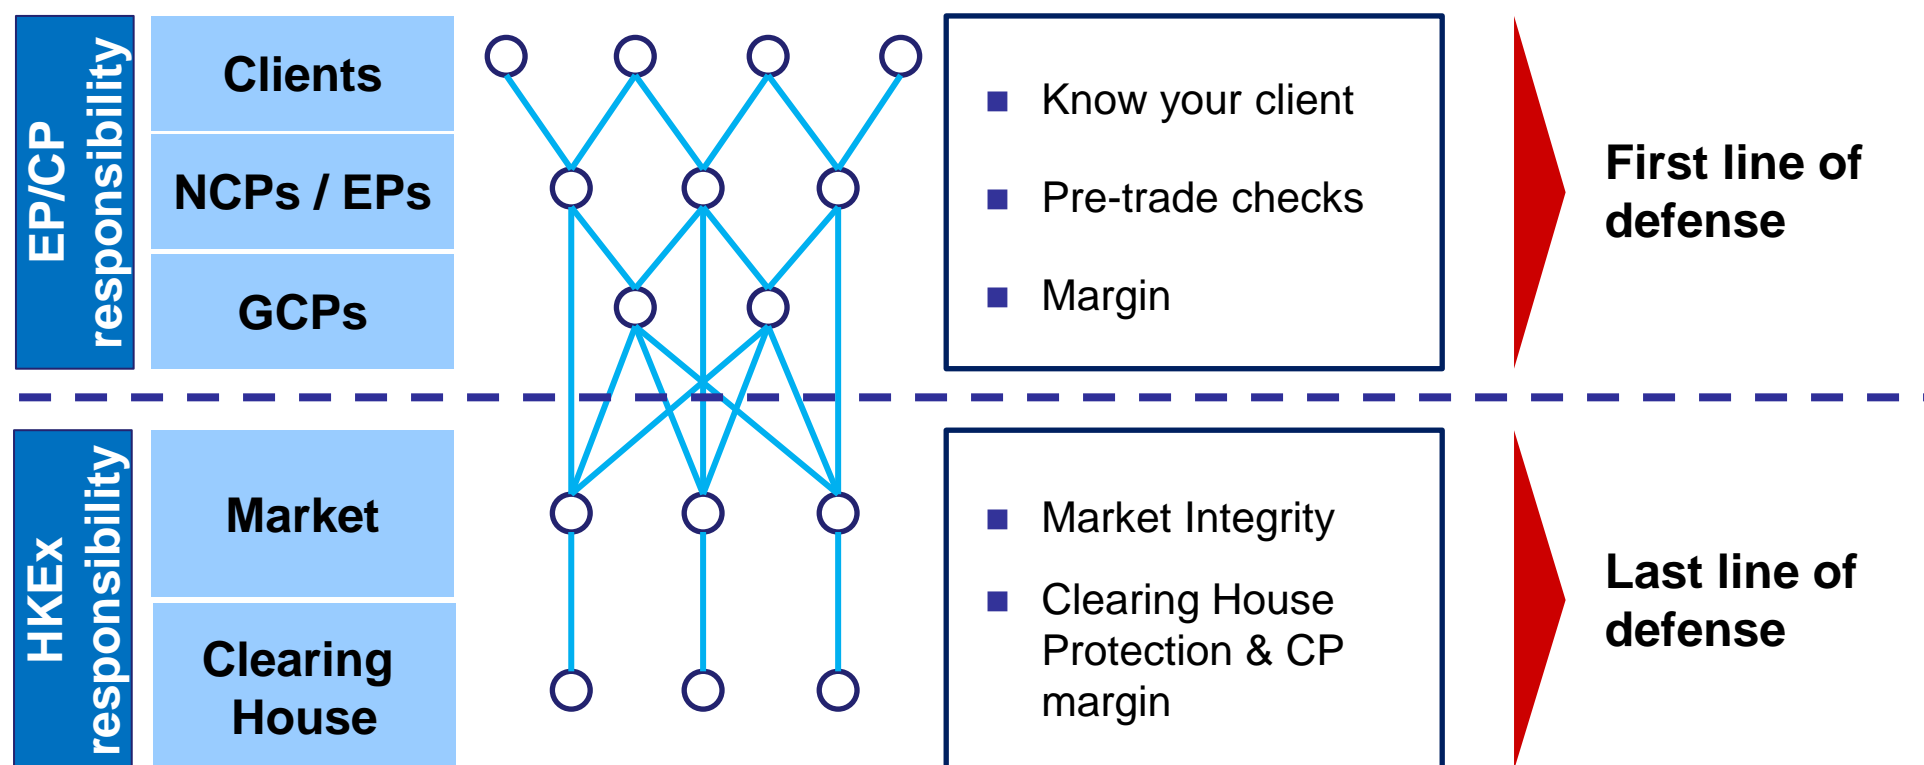 EP/CP
responsibility
Clients
NCPs / EPs
GCPs
Know your client
Pre-trade checks
Margin
First line of
defense
HKEx
responsibility
Market
Clearing
House
Market Integrity
Clearing House
Protection & CP
margin
Last line of
defense